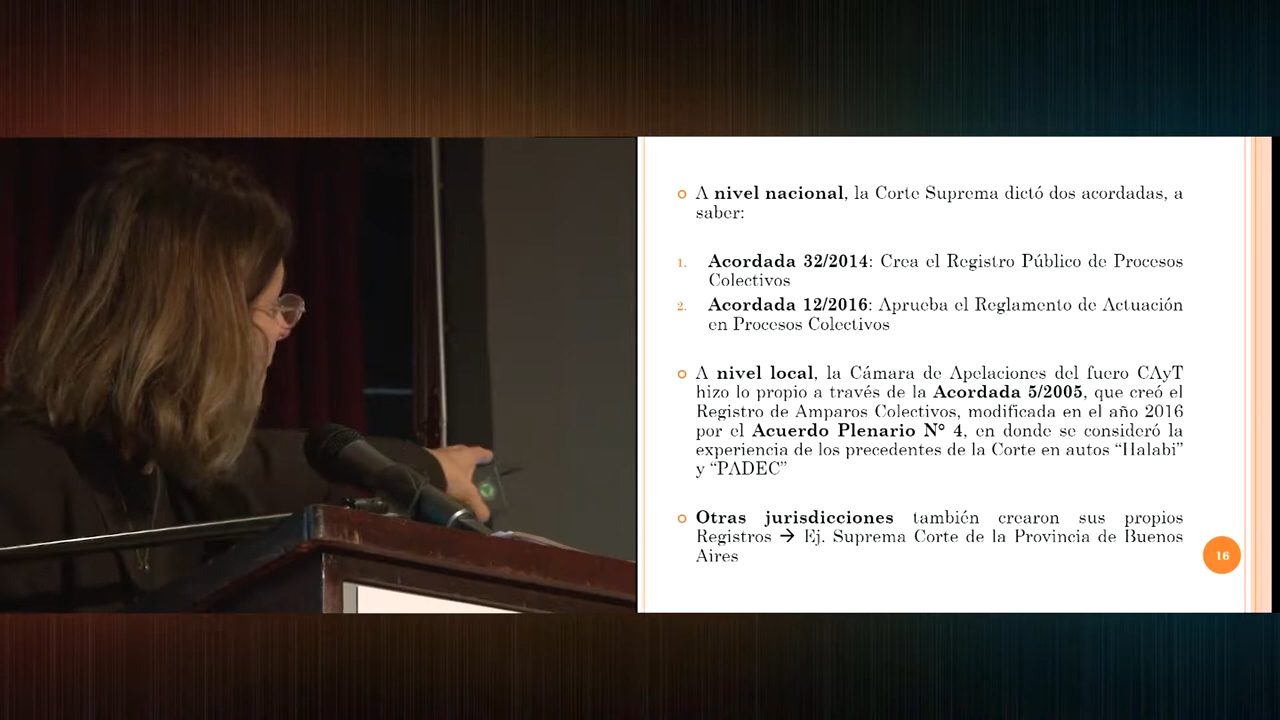 A nivel nacional, la Corte Suprema dictó dos acordadas, a
saber:
1. Acordada 32/2014: Crea el Registro Público de Procesos
Colectivos
2. Acordada 12/2016: Aprueba el Reglamento de Actuación
en Procesos Colectivos
A nivel local, la Cámara de Apelaciones del fuero CAyT
hizo lo propio a través de la Acordada 5/2005, que creó el
Registro de Amparos Colectivos, modificada en el año 2016
por el Acuerdo Plenario N° 4, en donde se consideró la
experiencia de los precedentes de la Corte en autos “Halabi”
y “PADEC”
Otras jurisdicciones también crearon sus propios
Registros → Ej. Suprema Corte de la Provincia de Buenos
Aires
16